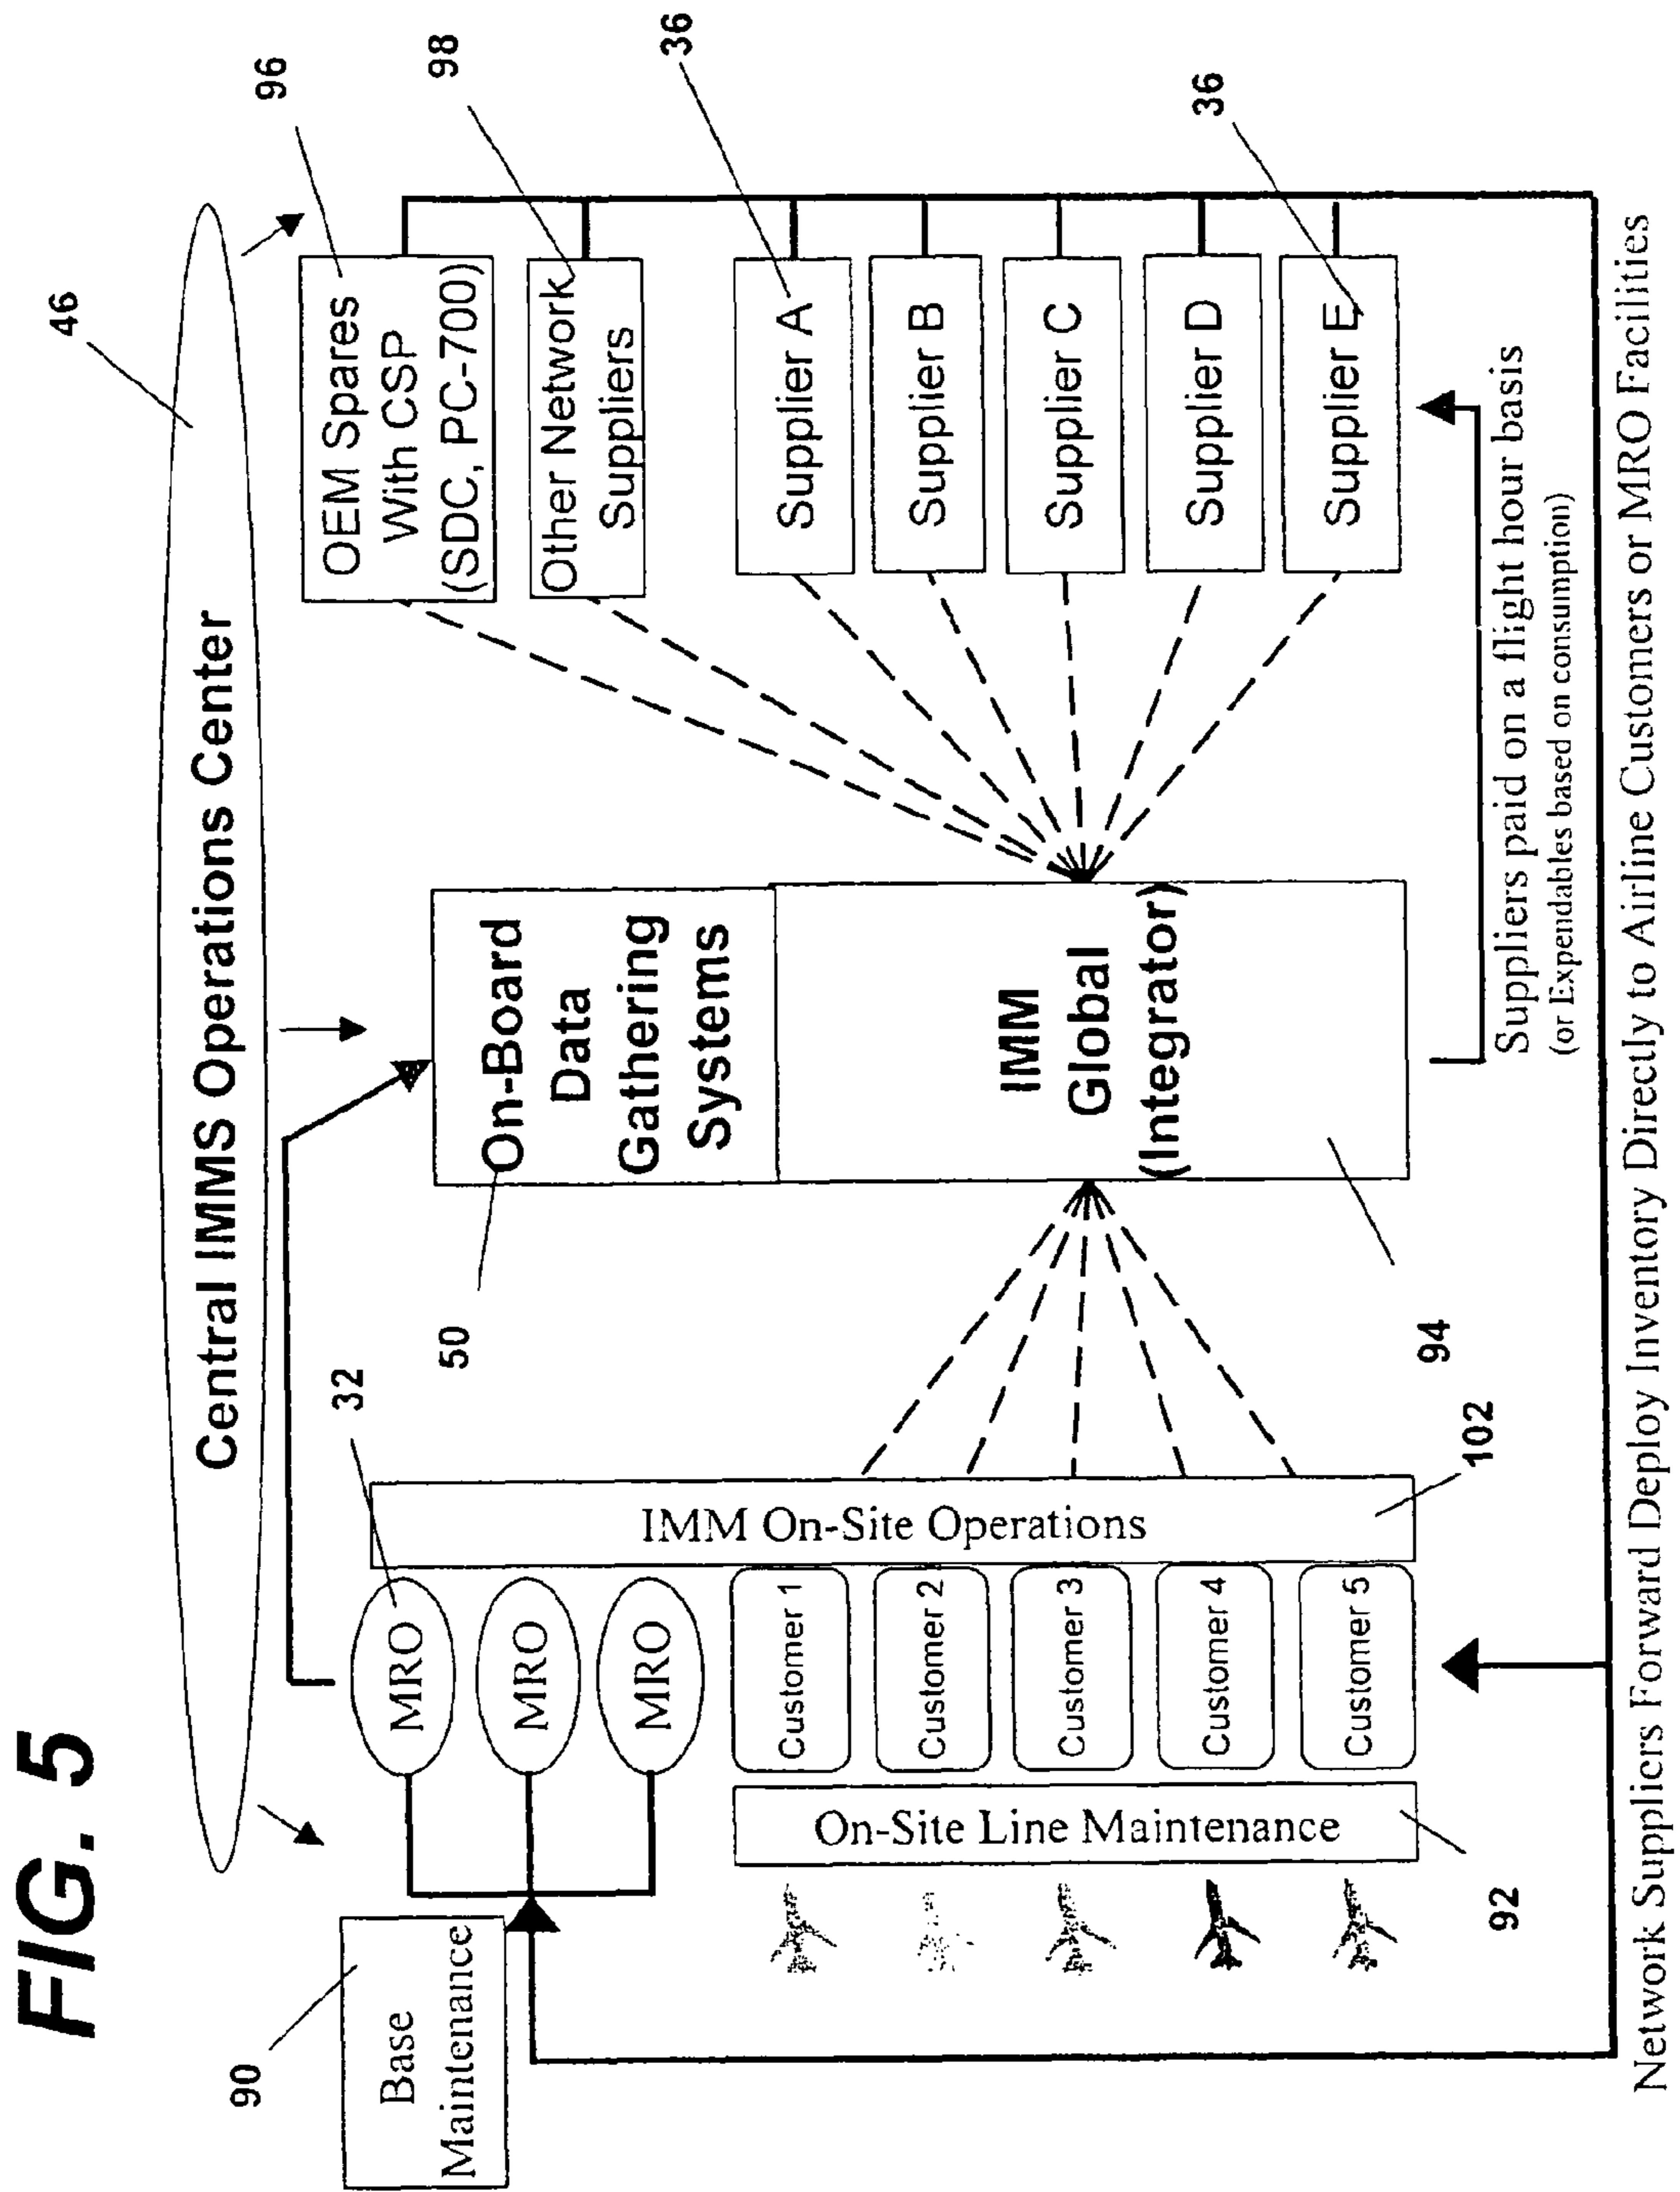 FIG. 5
46
Central IMMS Operations Center
90
Base
Maintenance
32
MRO
MRO
MRO
50
On-Board
Data
Gathering
Systems
96
OEM Spares
With CSP
(SDC, PC-700)
98
Other Network
Suppliers
36
Supplier A
Supplier B
Supplier C
Supplier D
Supplier E
36
IMM
Global
(Integrator)
94
IMM On-Site Operations
102
Customer 1
Customer 2
Customer 3
Customer 4
Customer 5
On-Site Line Maintenance
92
Suppliers paid on a flight hour basis
(or Expendables based on consumption)
Network Suppliers Forward Deploy Inventory Directly to Airline Customers or MRO Facilities